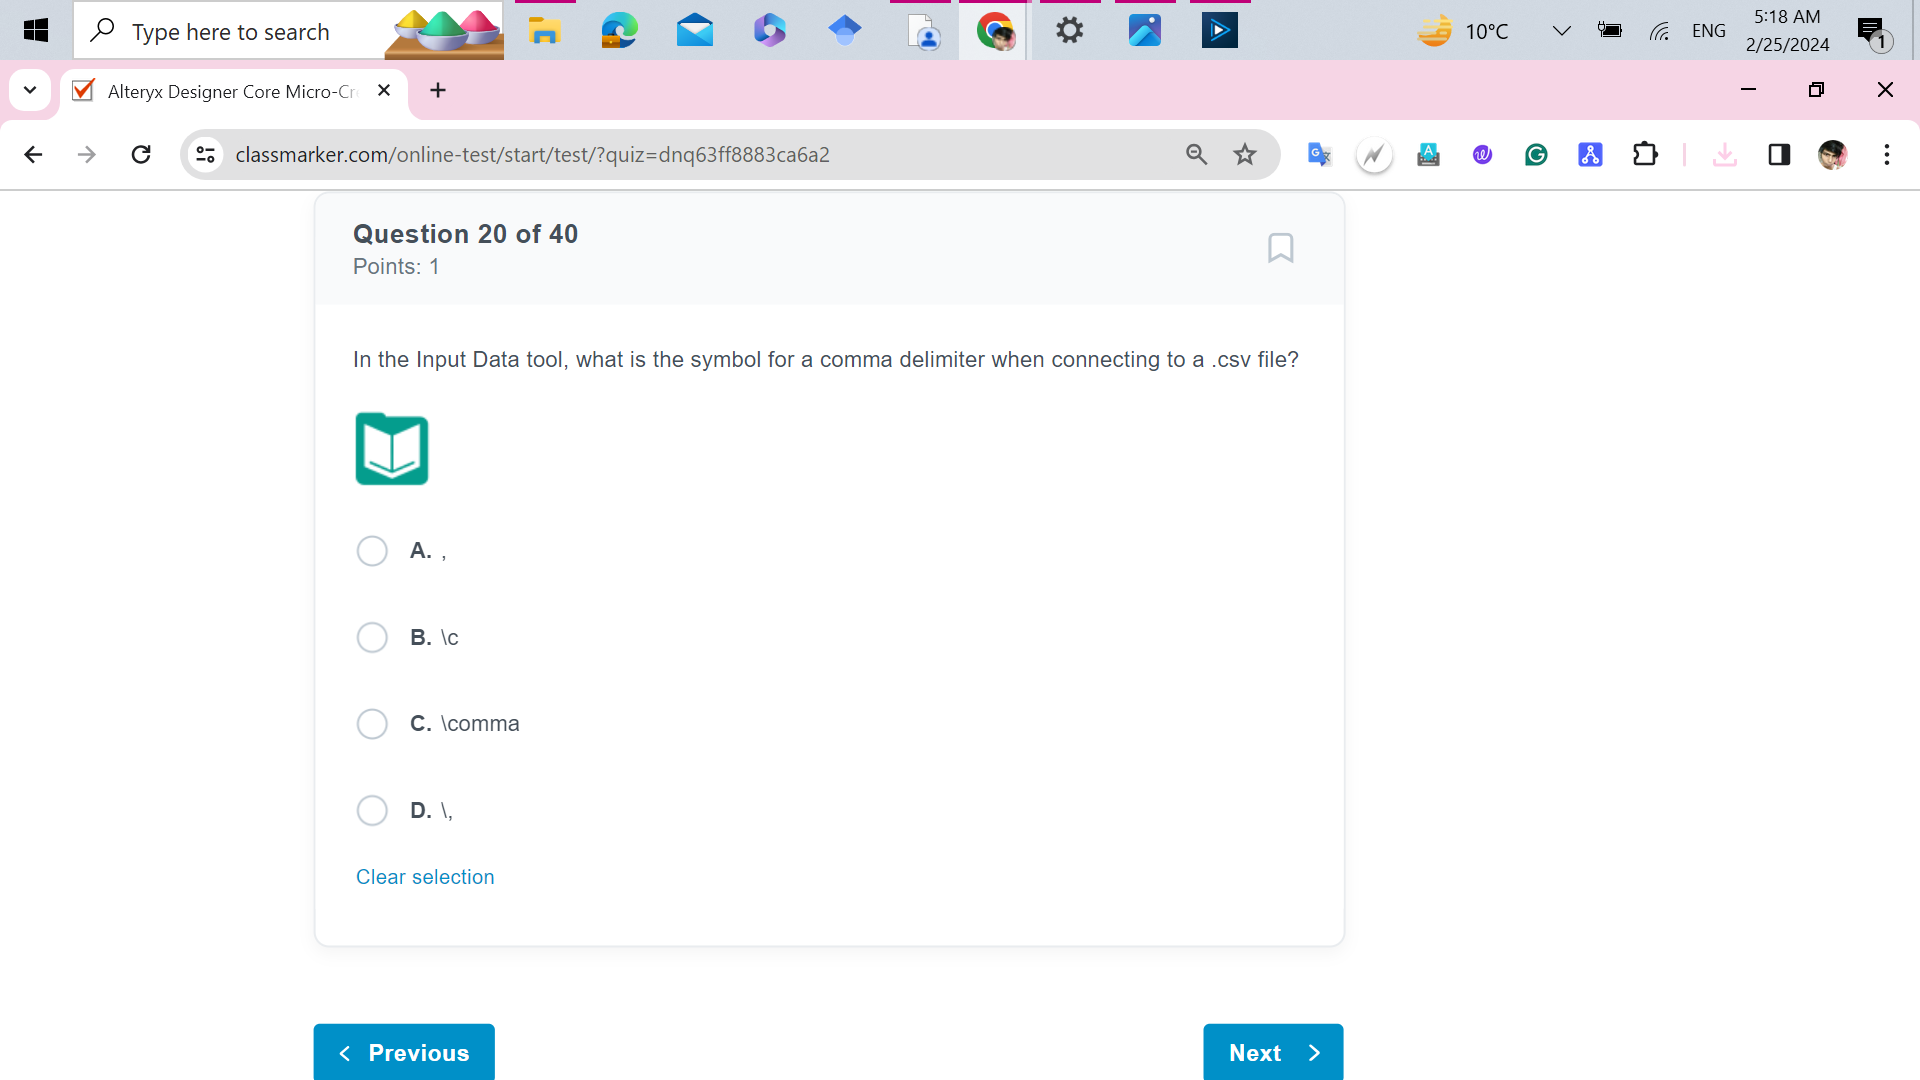 Type here to search
10°C
ENG
5:18 AM
2/25/2024
1
Alteryx Designer Core Micro-Cr
classmarker.com/online-test/start/test/?quiz=dnq63ff8883ca6a2
Question 20 of 40
Points: 1
In the Input Data tool, what is the symbol for a comma delimiter when connecting to a .csv file?
A. ,
B. \c
C. \comma
D. \,
Clear selection
Previous
Next